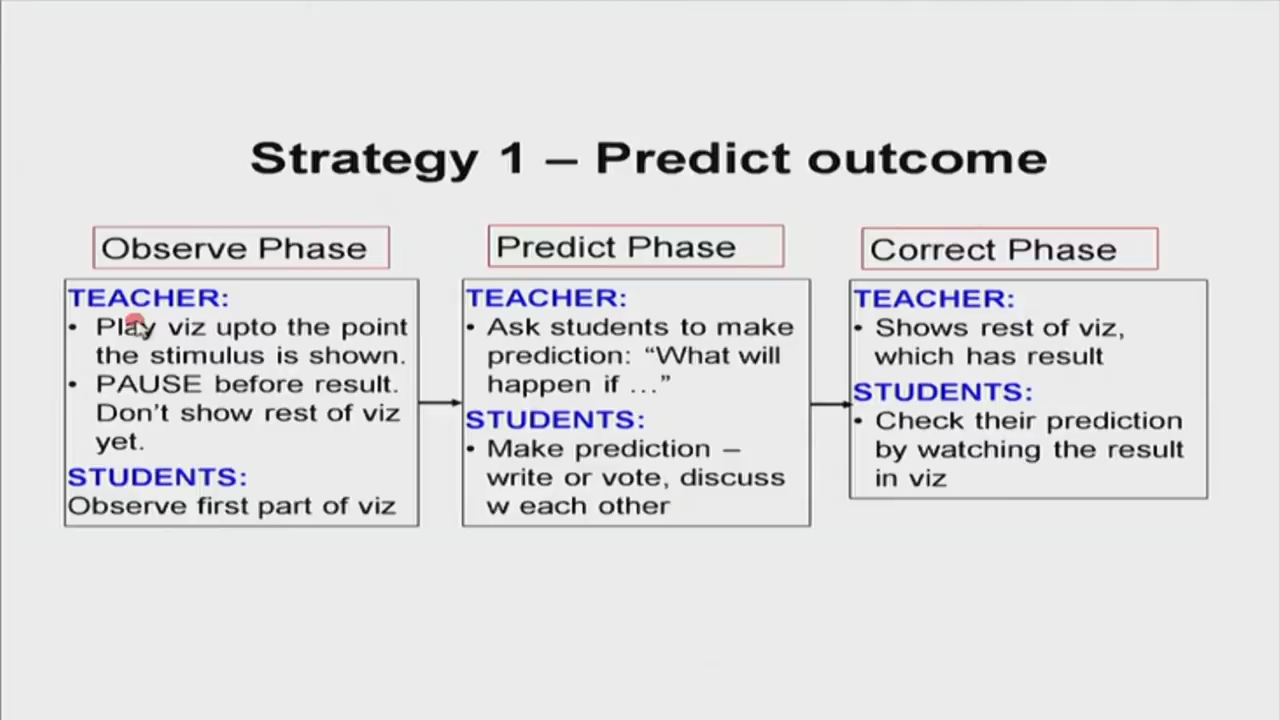 Strategy 1 – Predict outcome
Observe Phase
TEACHER:
• Play viz upto the point
the stimulus is shown.
• PAUSE before result.
Don't show rest of viz
yet.
STUDENTS:
Observe first part of viz
Predict Phase
TEACHER:
• Ask students to make
prediction: “What will
happen if …”
STUDENTS:
• Make prediction –
write or vote, discuss
w each other
Correct Phase
TEACHER:
• Shows rest of viz,
which has result
STUDENTS:
• Check their prediction
by watching the result
in viz